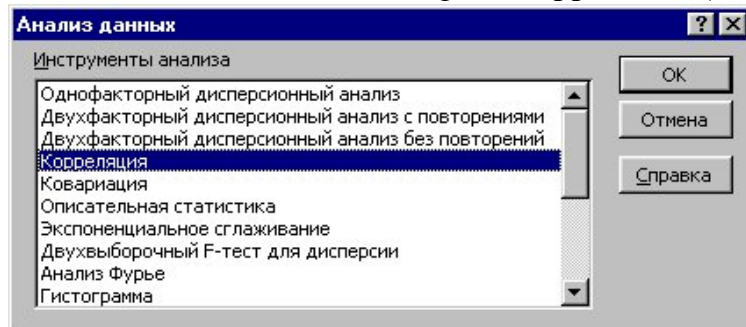 Анализ данных
Инструменты анализа
Однофакторный дисперсионный анализ
Двухфакторный дисперсионный анализ с повторениями
Двухфакторный дисперсионный анализ без повторений
Корреляция
Ковариация
Описательная статистика
Экспоненциальное сглаживание
Двухвыборочный F-тест для дисперсии
Анализ Фурье
Гистограмма
OK
Отмена
Справка